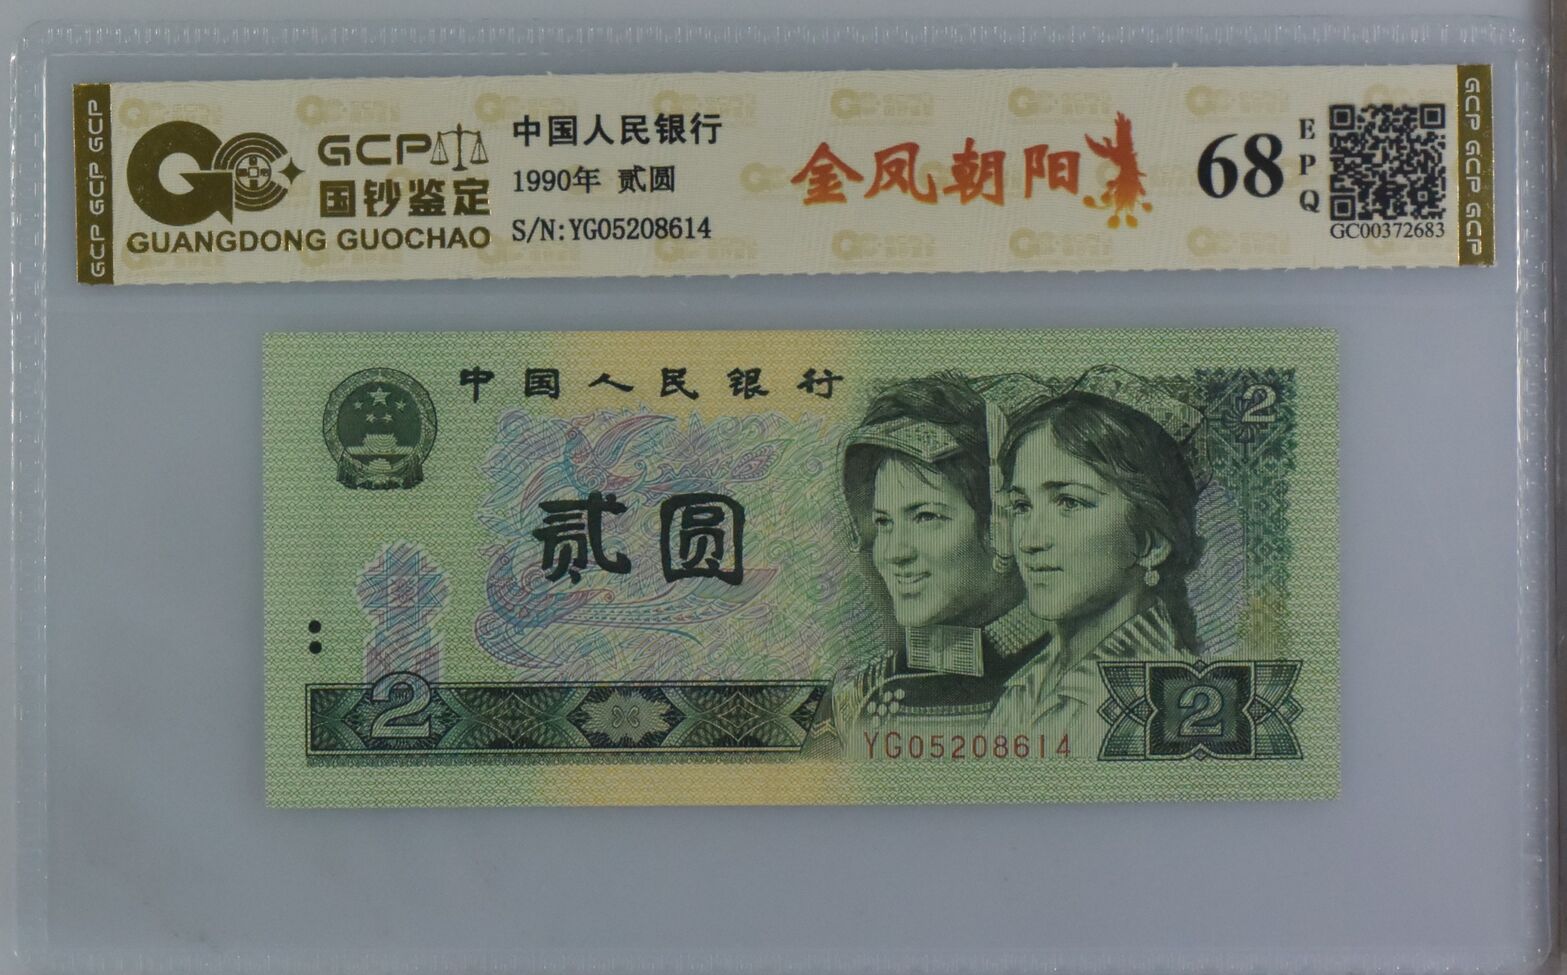 GCP GCP GCP
GCP
国钞鉴定
GUANGDONG GUOCHAO
中国人民银行
1990年 贰圆
S/N:YG05208614
金凤朝阳
68
EPQ
GC00372683
GCP GCP GCP
中国人民银行
2
贰圆
2
YG05208614
2